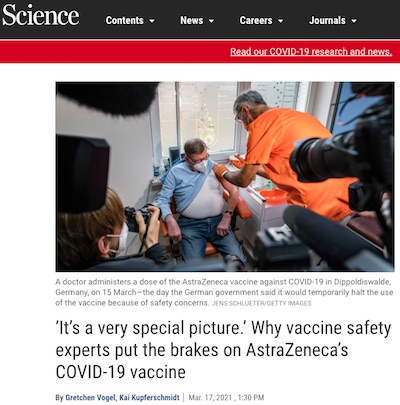 Science
Contents News Careers Journals
Read our COVID-19 research and news.
A doctor administers a dose of the AstraZeneca vaccine against COVID-19 in Dippoldiswalde,
Germany, on 15 March—the day the German government said it would temporarily halt the use
of the vaccine because of safety concerns. JENS SCHLUETER/GETTY IMAGES
‘It’s a very special picture.’ Why vaccine safety
experts put the brakes on AstraZeneca’s
COVID-19 vaccine
By Gretchen Vogel, Kai Kupferschmidt | Mar. 17, 2021 , 1:30 PM